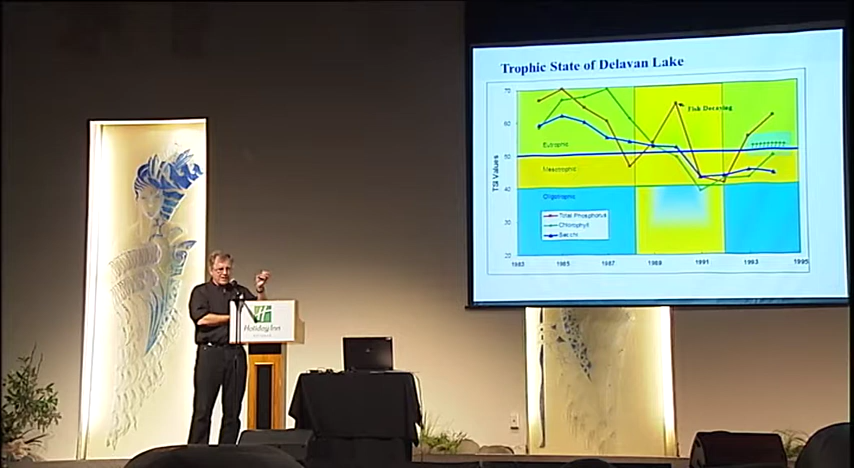 Trophic State of Delavan Lake
70
60
50
40
30
20
TSI Values
Fish Decaying
Eutrophic
Mesotrophic
Oligotrophic
Total Phosphorus
Chlorophyll
Secchi
1983
1985
1987
1989
1991
1993
1995
Holiday Inn